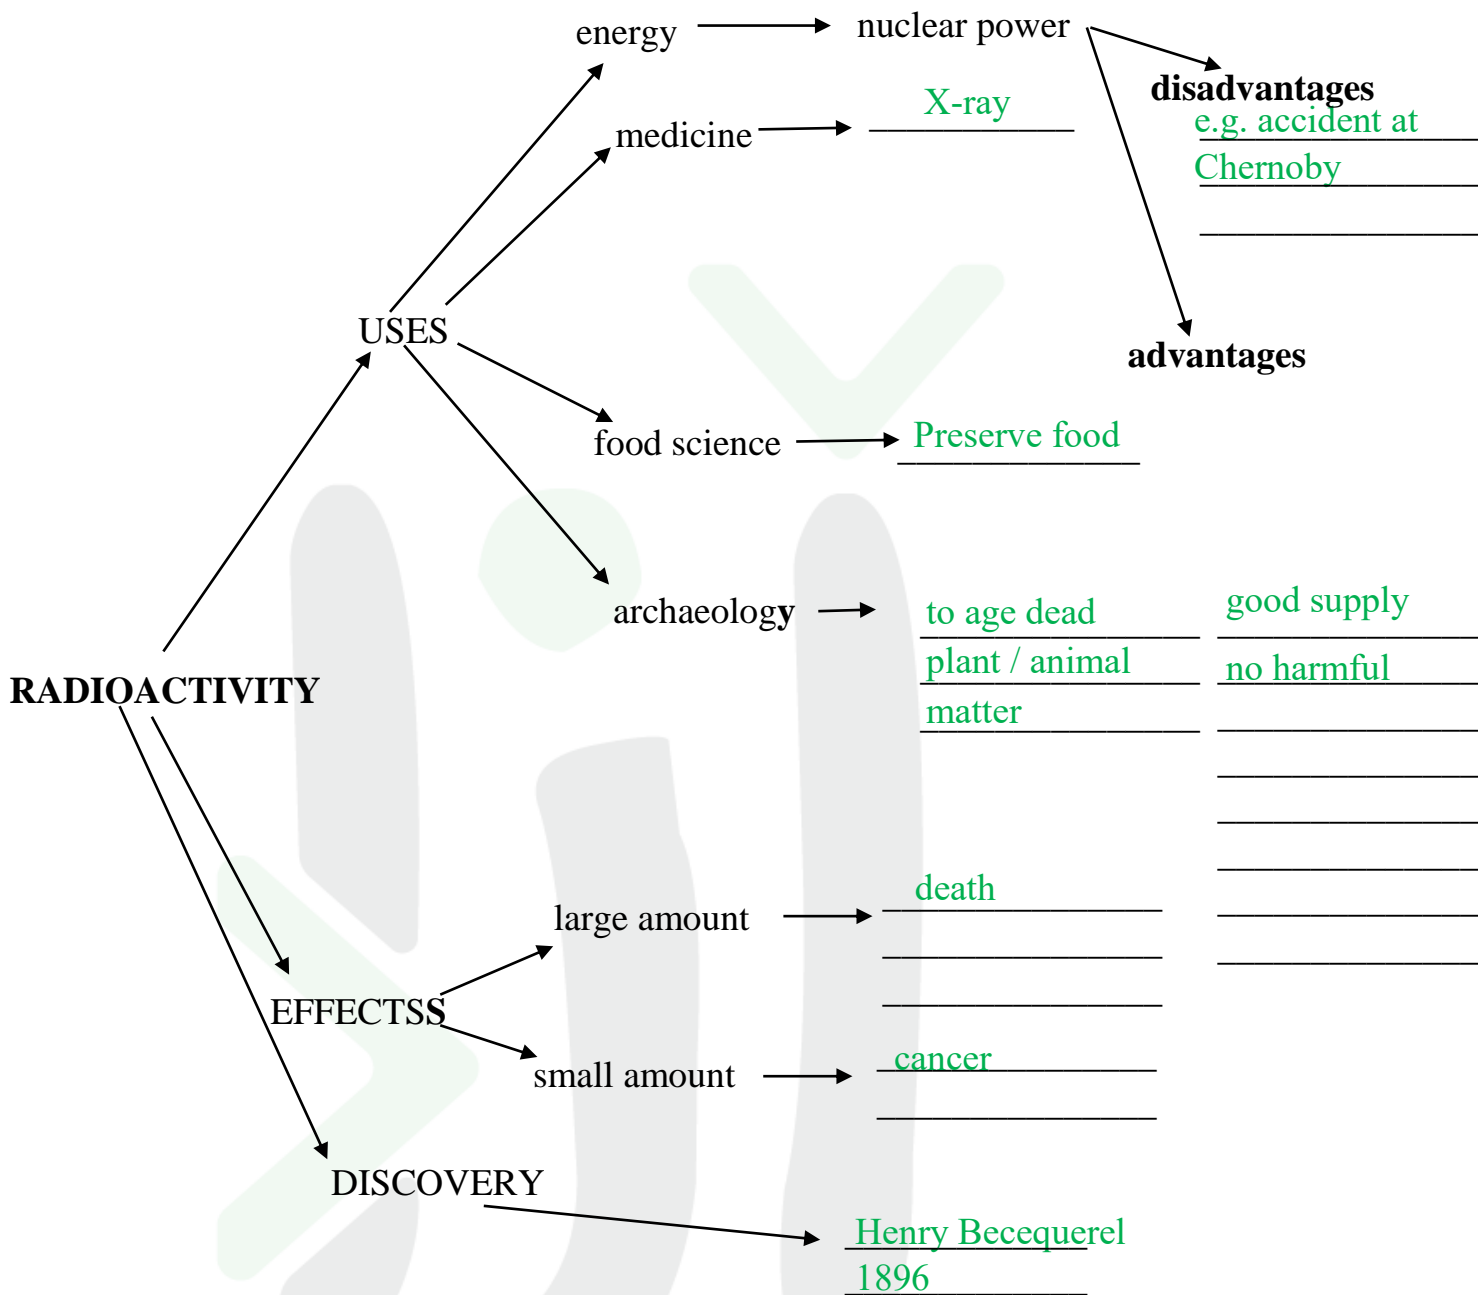 energy
nuclear power
disadvantages
X-ray
medicine
e.g. accident at
Chernoby
USES
advantages
food science
Preserve food
archaeology
to age dead
plant / animal
matter
good supply
no harmful
RADIOACTIVITY
death
large amount
EFFECTSS
cancer
small amount
DISCOVERY
Henry Becequerel
1896